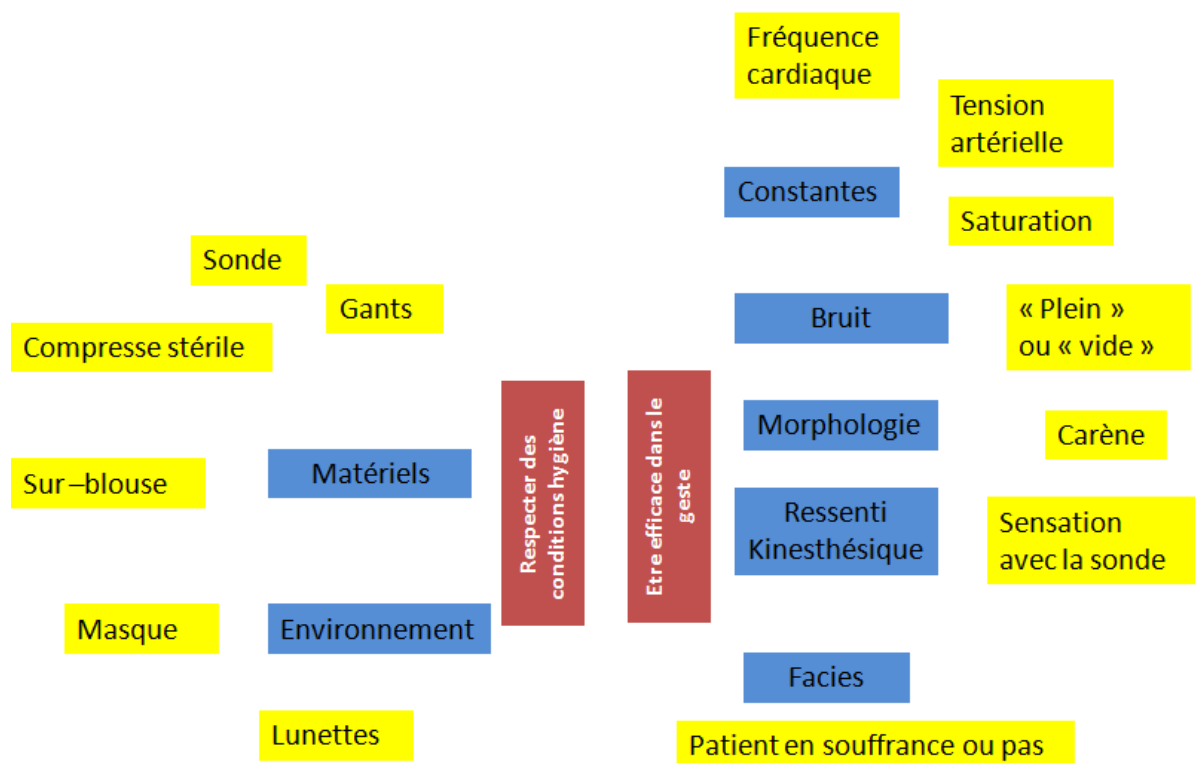 Fréquence
cardiaque
Tension
artérielle
Constantes
Saturation
Sonde
Gants
Compresse stérile
Bruit
« Plein »
ou « vide »
Respecter des
conditions hygiène
Etre efficace dans le
geste
Morphologie
Carène
Sur –blouse
Matériels
Ressenti
Kinesthésique
Sensation
avec la sonde
Masque
Environnement
Facies
Lunettes
Patient en souffrance ou pas